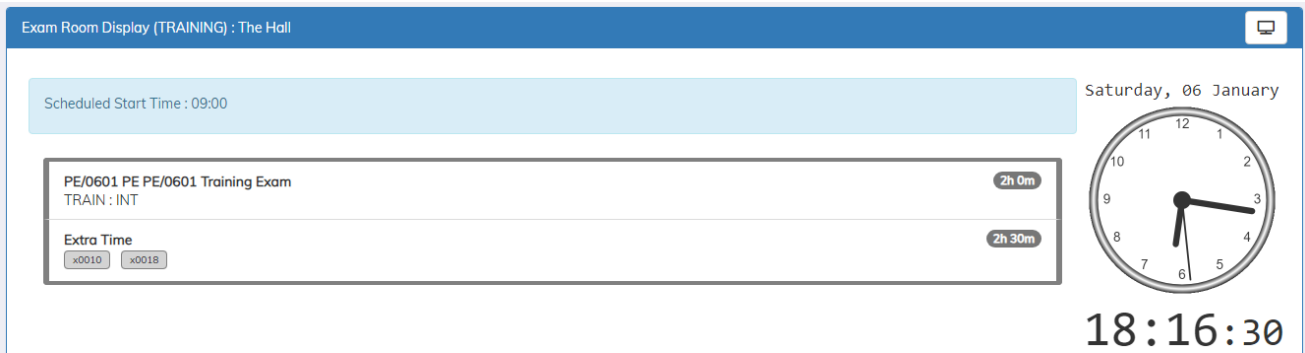 Exam Room Display (TRAINING) : The Hall
Scheduled Start Time : 09:00
PE/0601 PE PE/0601 Training Exam
2h 0m
TRAIN : INT
Extra Time
2h 30m
x0010 x0018
Saturday, 06 January
12
1
2
3
4
5
6
7
8
9
10
11
18:16:30